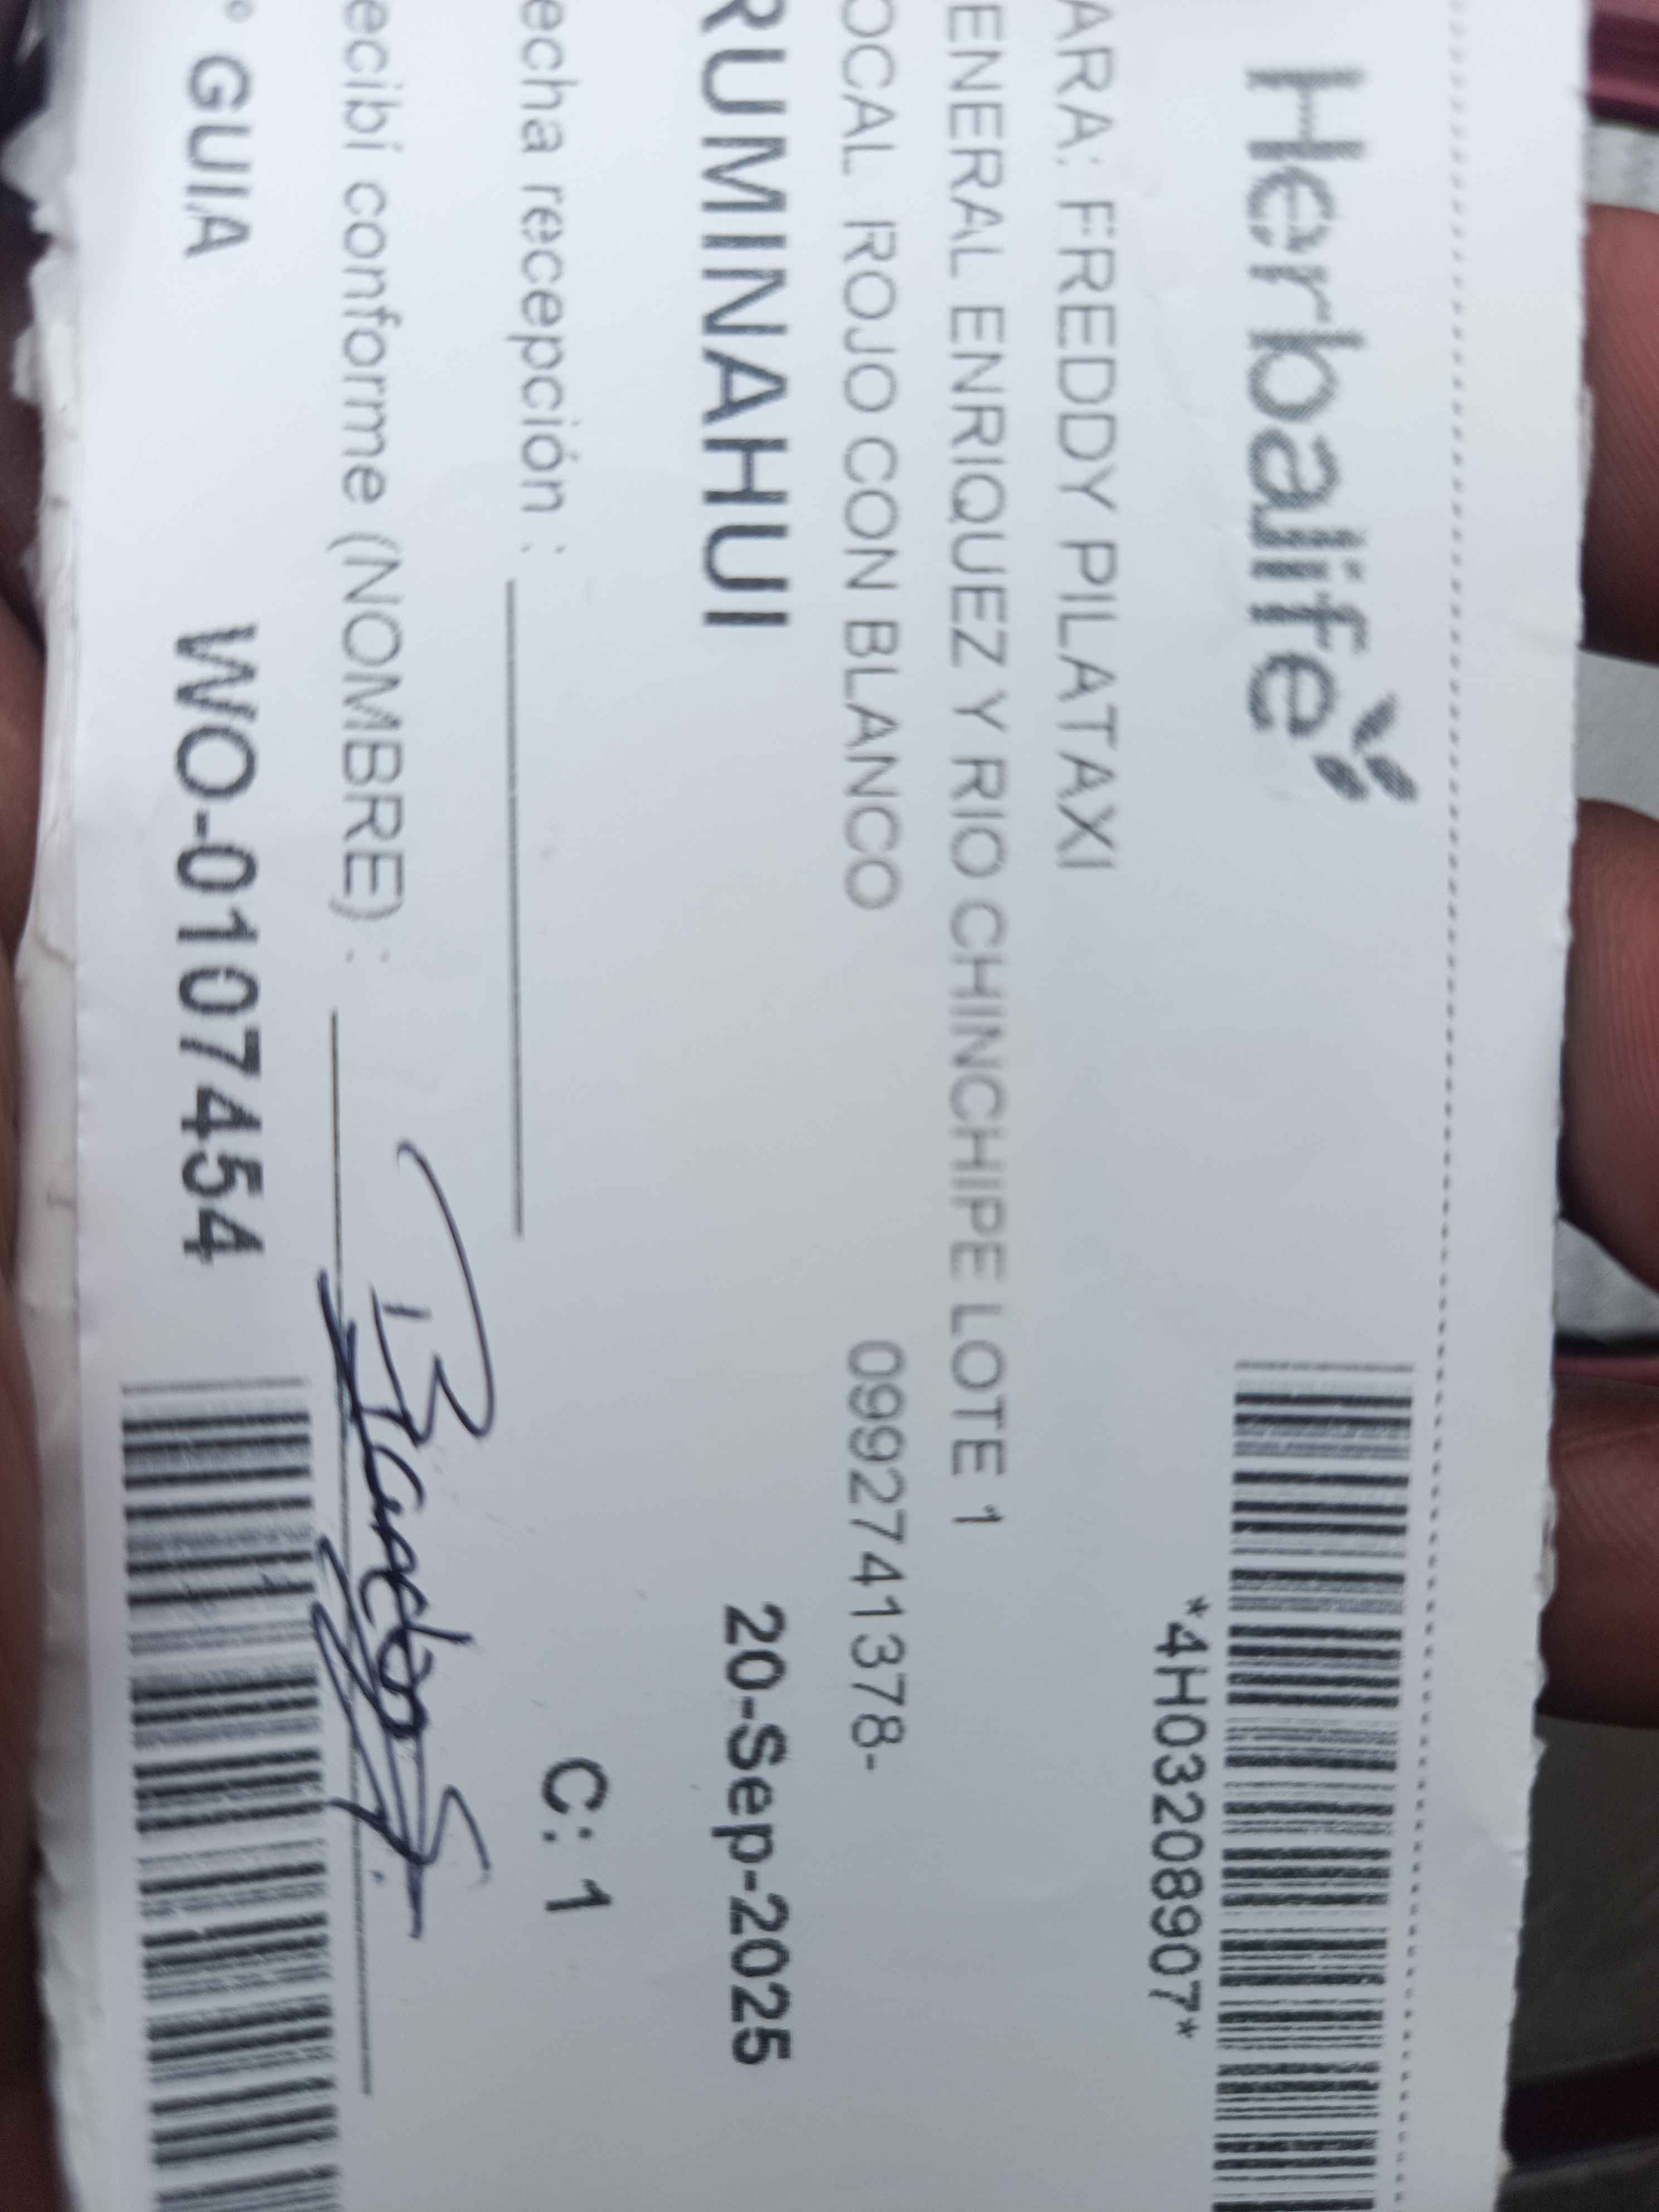 Herbalife
*4H03208907*
ARA: FREDDY PILATAXI
ENERAL ENRIQUEZ Y RIO CHINCHIPE LOTE 1
OCAL ROJO CON BLANCO 0992741378-
RUMINAHUI 20-Sep-2025
echa recepción : C: 1
ecibí conforme (NOMBRE) :
° GUIA WO-0107454